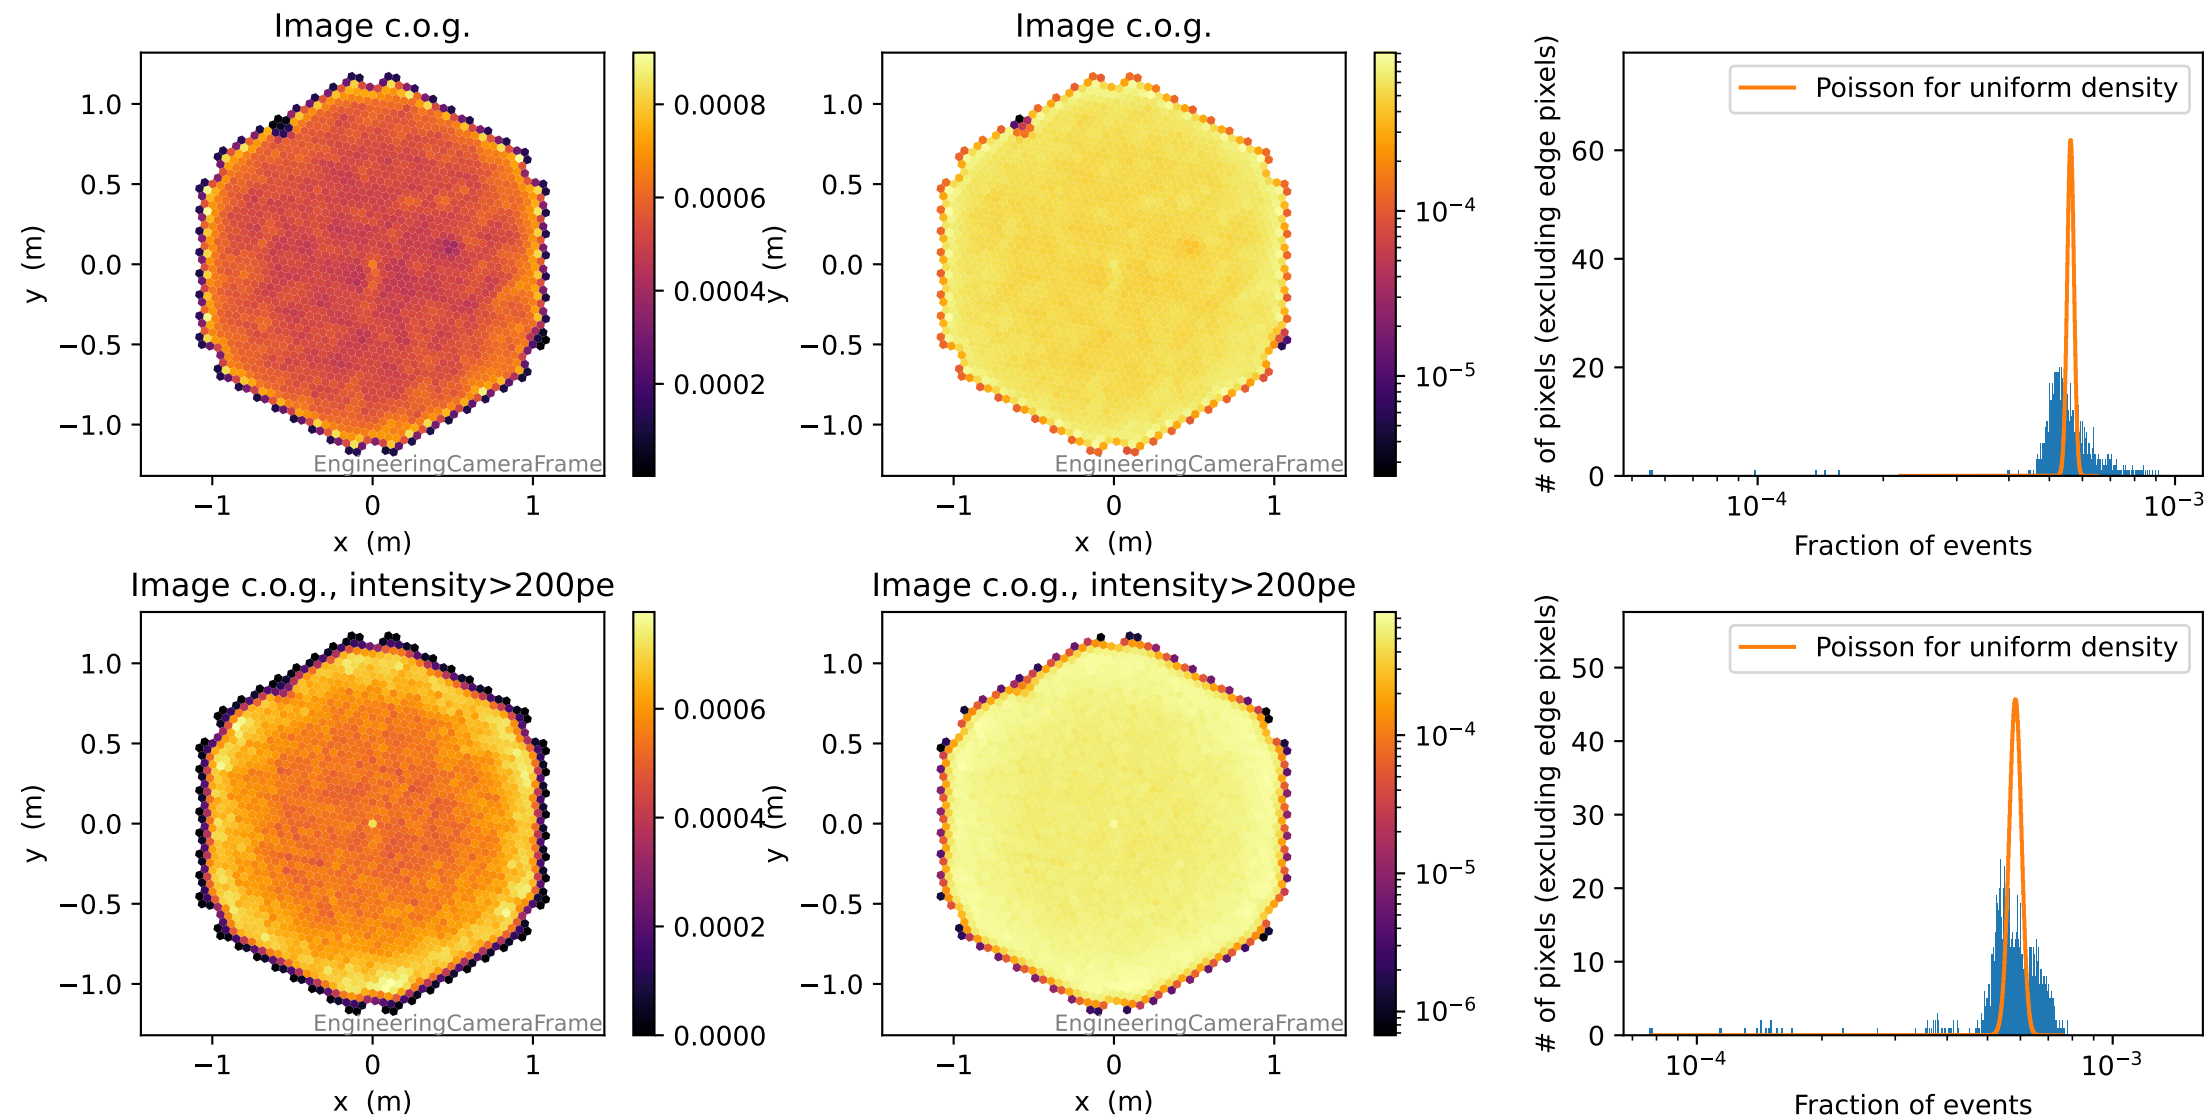 Image c.o.g.
1.0
0.5
0.0
−0.5
−1.0
y (m)
−1
0
1
x (m)
EngineeringCameraFrame
0.0008
0.0006
0.0004
0.0002
Image c.o.g.
1.0
0.5
0.0
−0.5
−1.0
y (m)
−1
0
1
x (m)
EngineeringCameraFrame
10⁻⁴
10⁻⁵
# of pixels (excluding edge pixels)
60
40
20
0
Poisson for uniform density
10⁻⁴
10⁻³
Fraction of events
Image c.o.g., intensity>200pe
1.0
0.5
0.0
−0.5
−1.0
y (m)
−1
0
1
x (m)
EngineeringCameraFrame
0.0006
0.0004
0.0002
0.0000
Image c.o.g., intensity>200pe
1.0
0.5
0.0
−0.5
−1.0
y (m)
−1
0
1
x (m)
EngineeringCameraFrame
10⁻⁴
10⁻⁵
10⁻⁶
# of pixels (excluding edge pixels)
50
40
30
20
10
0
Poisson for uniform density
10⁻⁴
10⁻³
Fraction of events